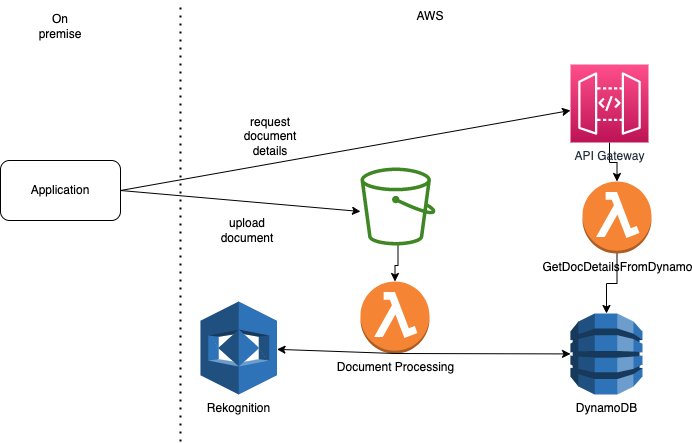 On
premise
AWS
request
document
details
API Gateway
Application
upload
document
GetDocDetailsFromDynamo
Document Processing
Rekognition
DynamoDB